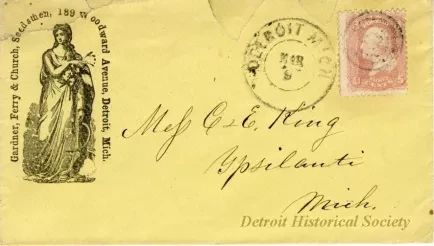 Gardner, Ferry & Church, Seedsmen, 189 Woodward Avenue, Detroit, Mich.
DETROIT MICH
MAR
9
Mess C & E. King
Ypsilanti
Mich.
Detroit Historical Society